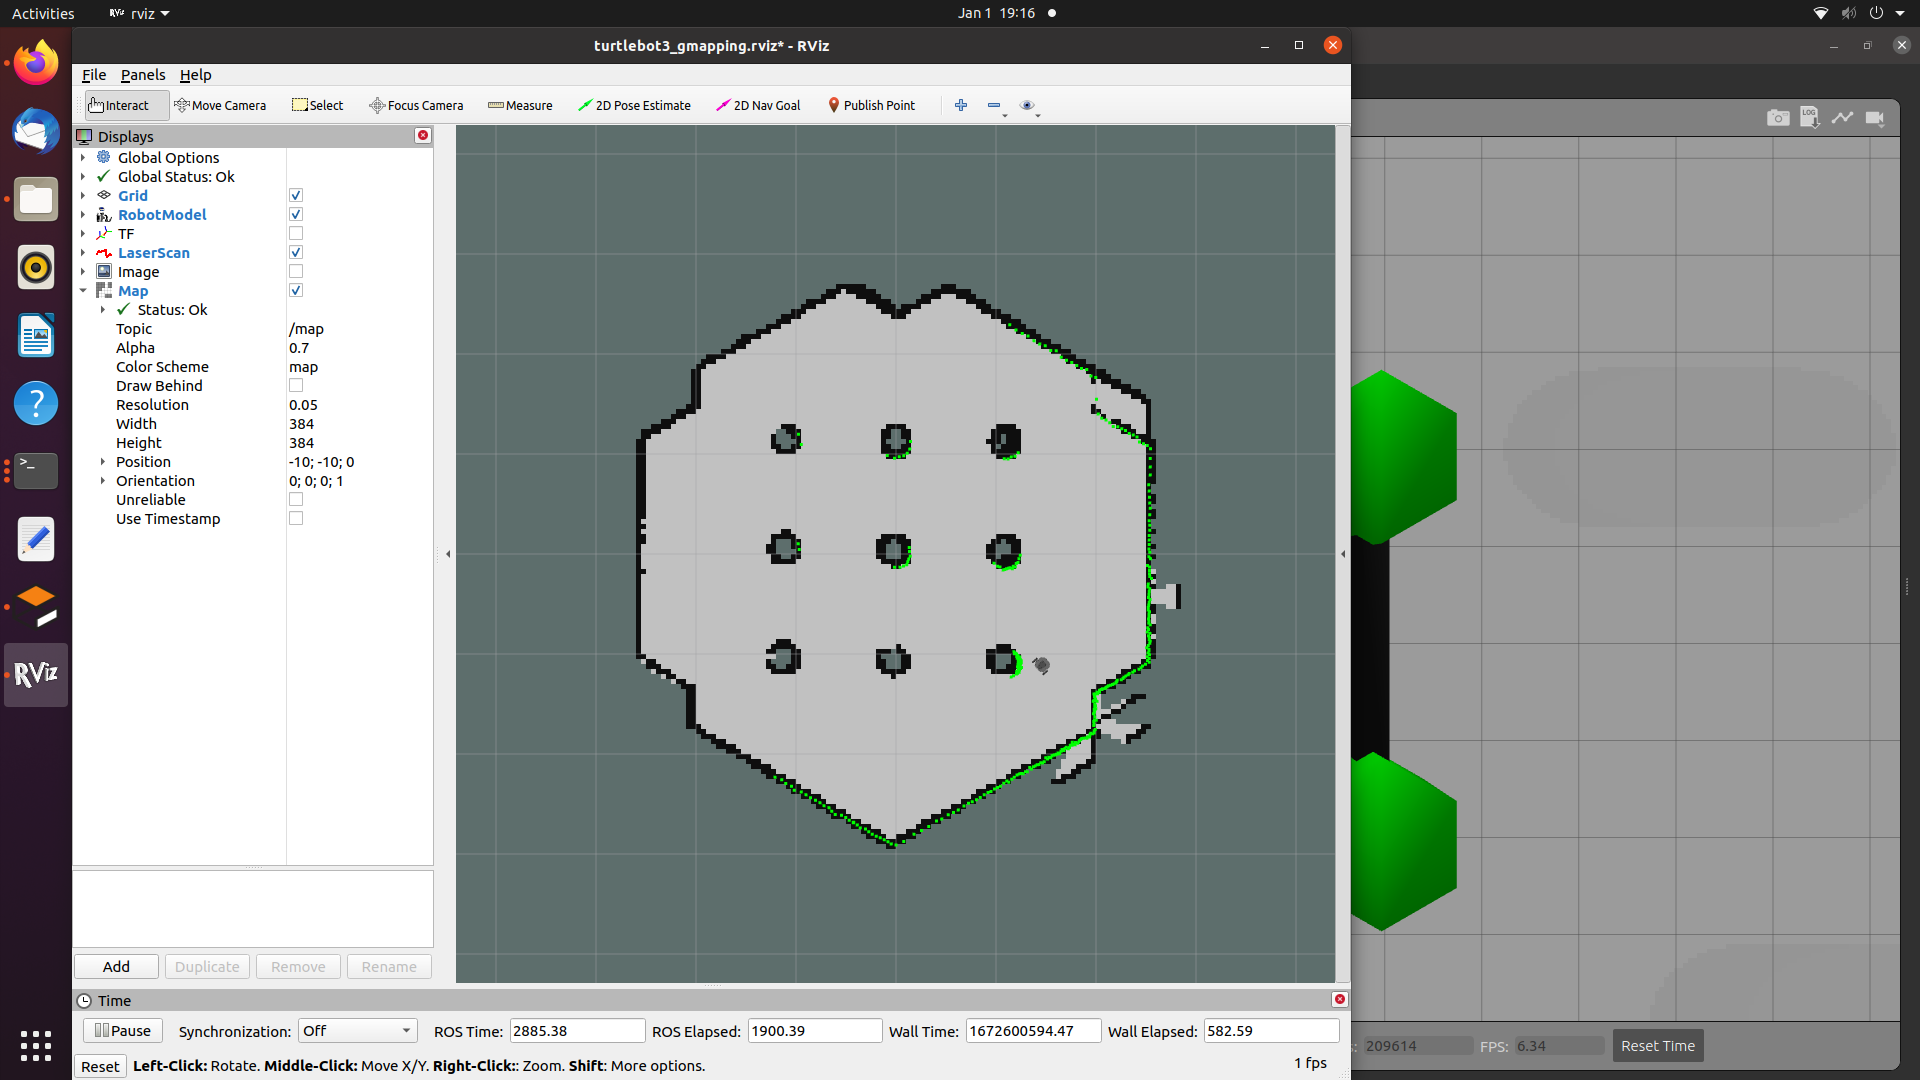 Activities
RViz
rviz
Jan 1 19:16
turtlebot3_gmapping.rviz* - RViz
File Panels Help
Interact Move Camera Select Focus Camera Measure 2D Pose Estimate 2D Nav Goal Publish Point
LOG
Displays
Global Options
Global Status: Ok
Grid
RobotModel
TF
LaserScan
Image
Map
Status: Ok
Topic /map
Alpha 0.7
Color Scheme map
Draw Behind
Resolution 0.05
Width 384
Height 384
Position -10; -10; 0
Orientation 0; 0; 0; 1
Unreliable
Use Timestamp
RViz
Add Duplicate Remove Rename
Time
Pause Synchronization: Off ROS Time: 2885.38 ROS Elapsed: 1900.39 Wall Time: 1672600594.47 Wall Elapsed: 582.59
209614 FPS: 6.34 Reset Time
Reset Left-Click: Rotate. Middle-Click: Move X/Y. Right-Click:: Zoom. Shift: More options. 1 fps